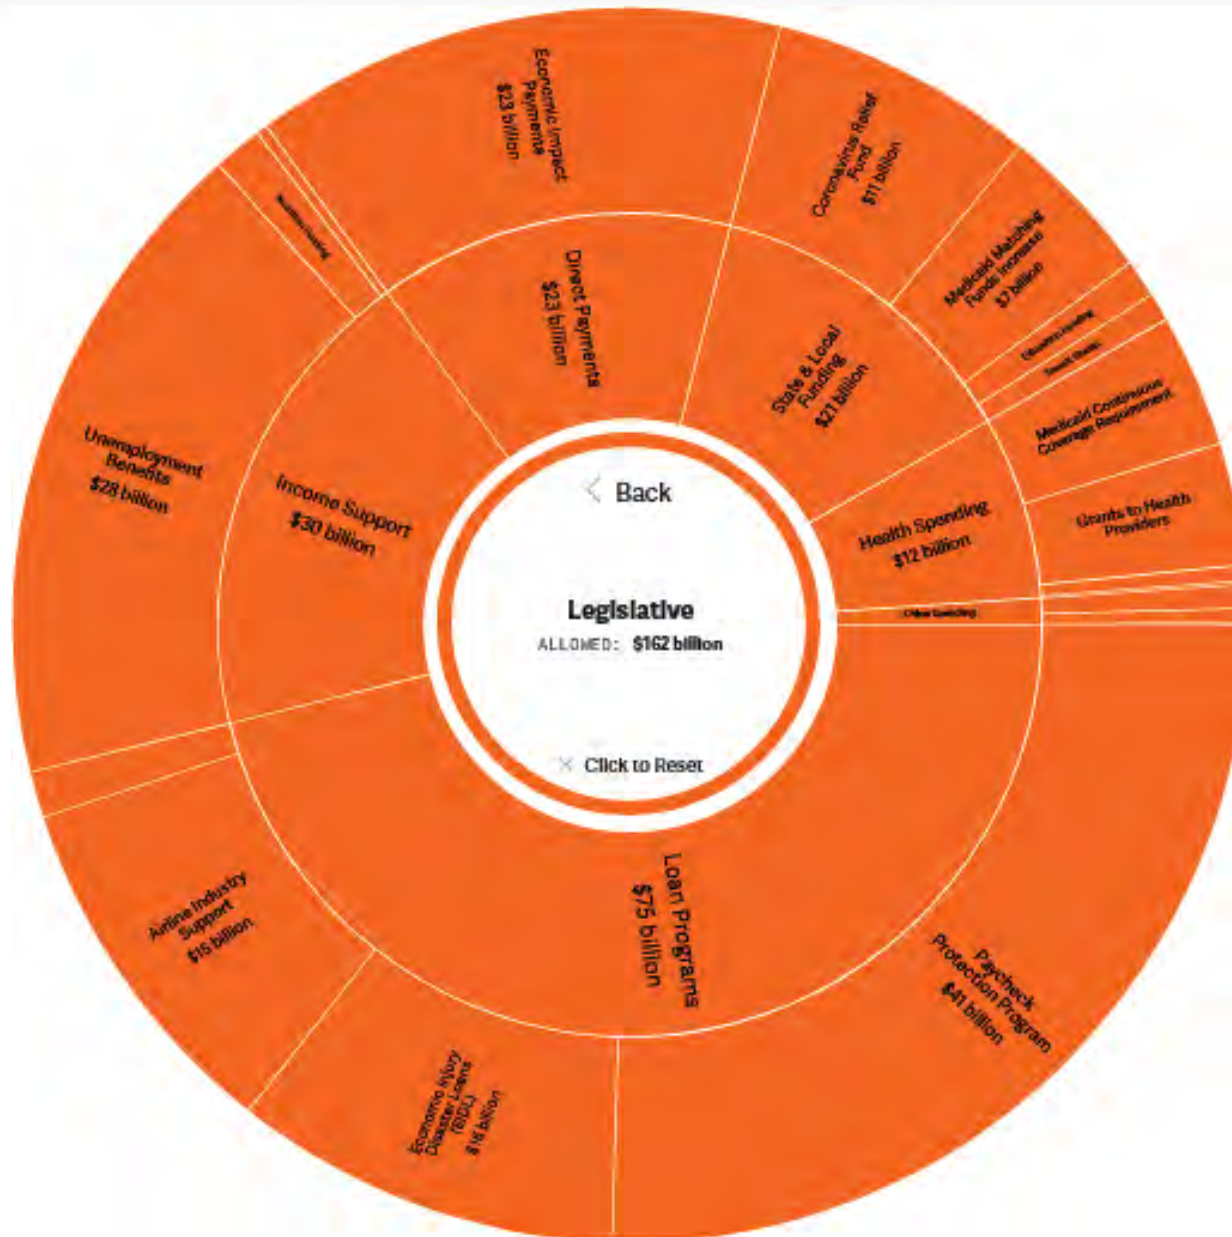 Back
Legislative
ALLOWED: $162 billion
Click to Reset
Direct Payments
$23 billion
State & Local
Funding
$21 billion
Health Spending
$12 billion
Other Spending
Loan Programs
$75 billion
Income Support
$30 billion
Economic Impact
Payments
$23 billion
Coronavirus Relief
Fund
$11 billion
Medicaid Matching
Funds Increase
$7 billion
Medicaid Continuous
Coverage Requirement
Grants to Health
Providers
Paycheck
Protection Program
$41 billion
Economic Injury
Disaster Loans
(EIDL)
$16 billion
Airline Industry
Support
$15 billion
Unemployment
Benefits
$28 billion